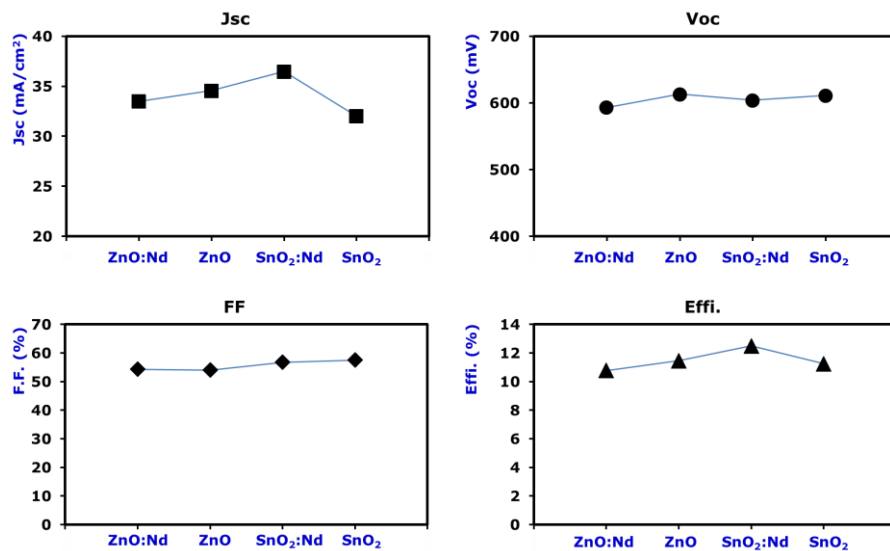 Jsc
Jsc (mA/cm²)
40
35
30
25
20
ZnO:Nd ZnO SnO₂:Nd SnO₂
Voc
Voc (mV)
700
600
500
400
ZnO:Nd ZnO SnO₂:Nd SnO₂
FF
F.F. (%)
70
60
50
40
30
20
10
0
ZnO:Nd ZnO SnO₂:Nd SnO₂
Effi.
Effi. (%)
14
12
10
8
6
4
2
0
ZnO:Nd ZnO SnO₂:Nd SnO₂